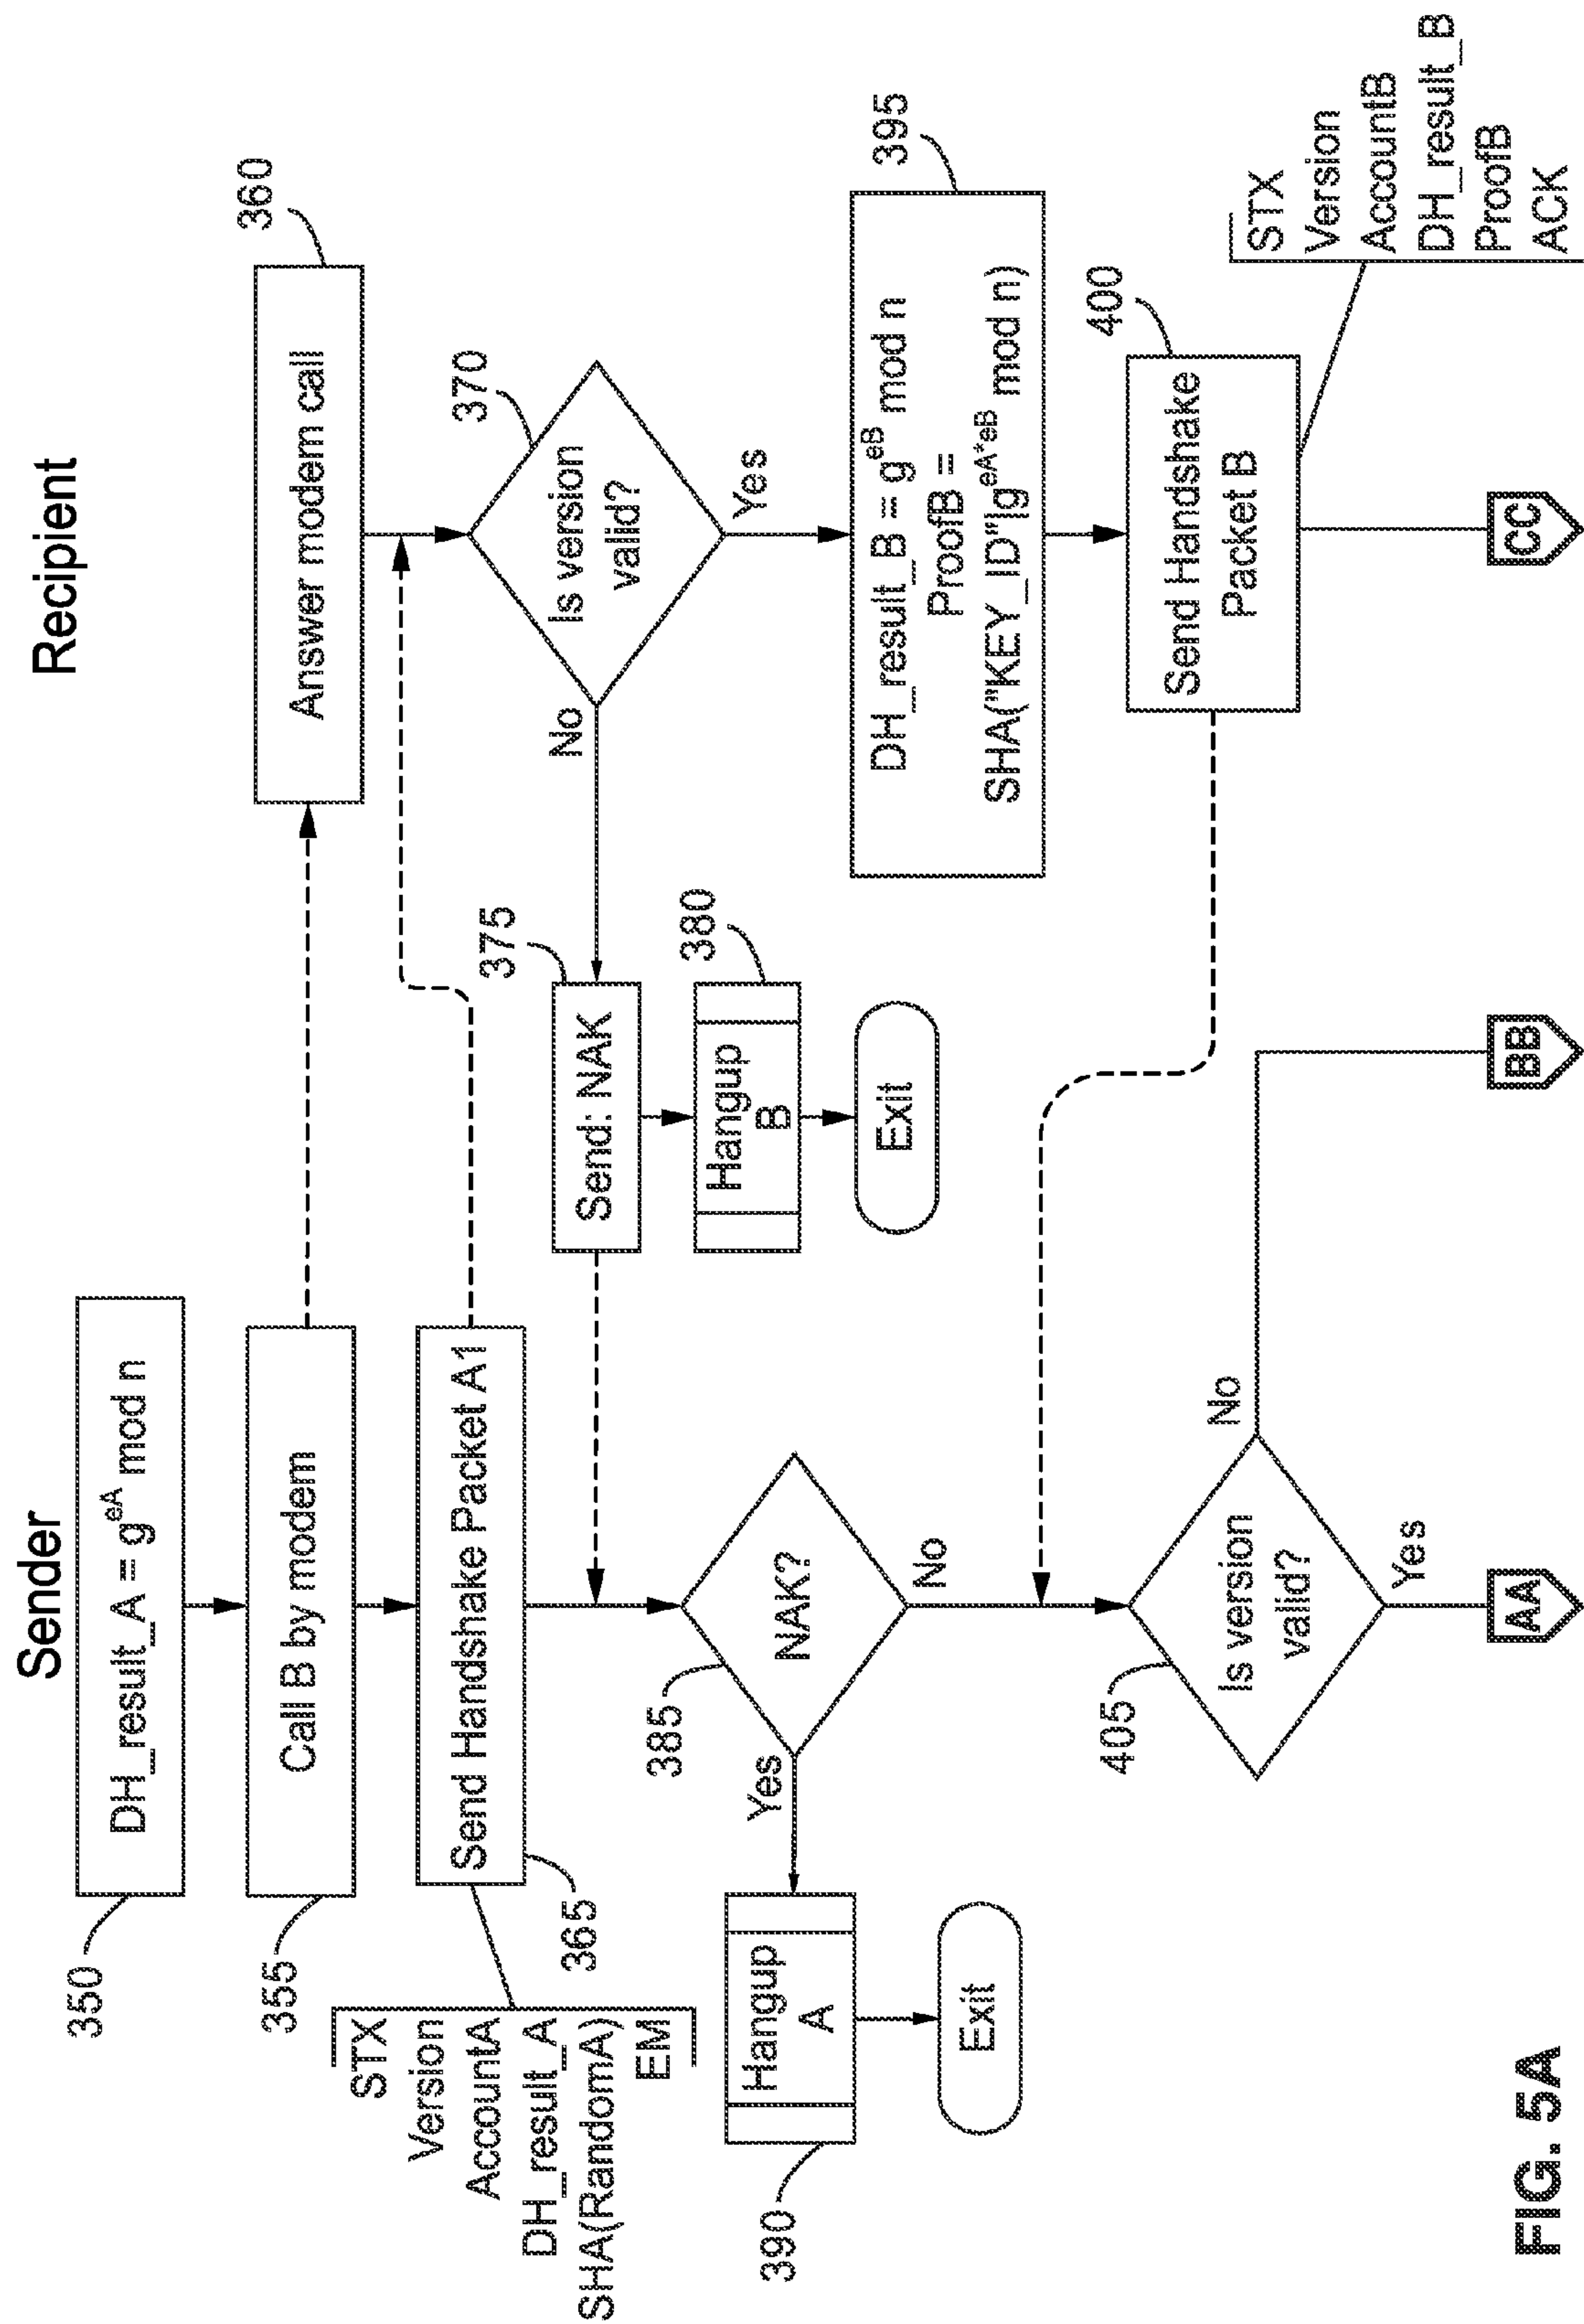 Sender
Recipient
350
DH_result_A = g^eA mod n
355
Call B by modem
360
Answer modem call
365
Send Handshake Packet A1
STX
Version
AccountA
DH_result_A
SHA(RandomA)
EM
370
Is version
valid?
No
Yes
375
Send: NAK
380
Hangup
B
Exit
385
NAK?
Yes
No
390
Hangup
A
Exit
395
DH_result_B = g^eB mod n
ProofB =
SHA("KEY_ID"|g^eA*eB mod n)
400
Send Handshake
Packet B
STX
Version
AccountB
DH_result_B
ProofB
ACK
405
Is version
valid?
No
Yes
AA
BB
CC
FIG. 5A